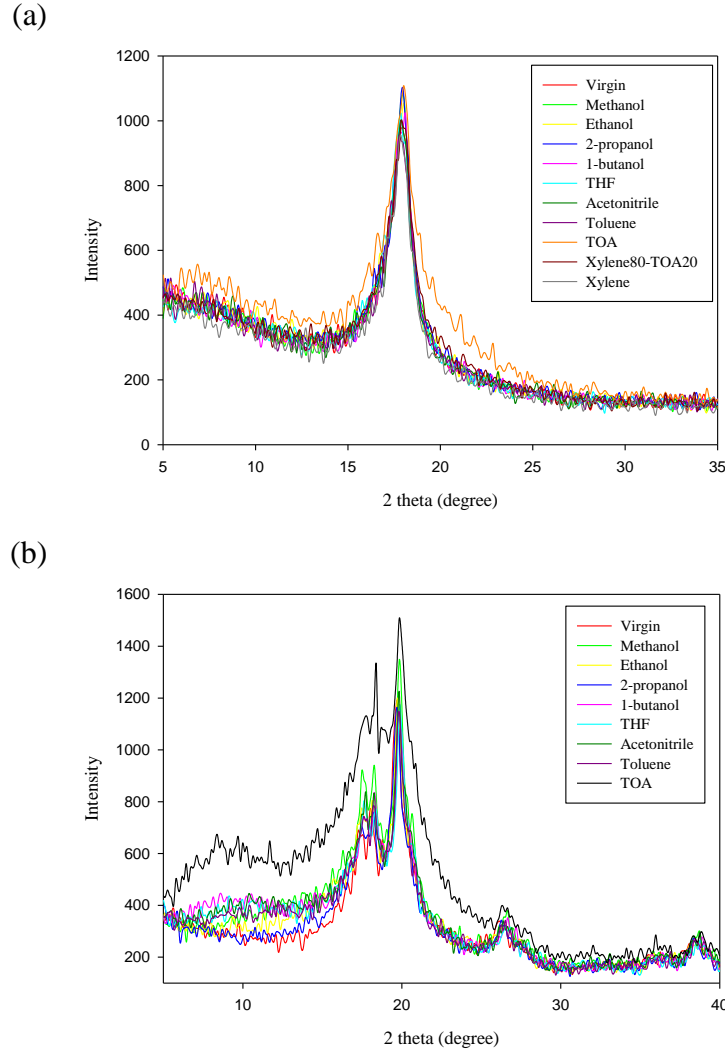 (a)
1200
1000
800
600
400
200
0
Intensity
5 10 15 20 25 30 35
2 theta (degree)
Virgin
Methanol
Ethanol
2-propanol
1-butanol
THF
Acetonitrile
Toluene
TOA
Xylene80-TOA20
Xylene
(b)
1600
1400
1200
1000
800
600
400
200
Intensity
10 20 30 40
2 theta (degree)
Virgin
Methanol
Ethanol
2-propanol
1-butanol
THF
Acetonitrile
Toluene
TOA